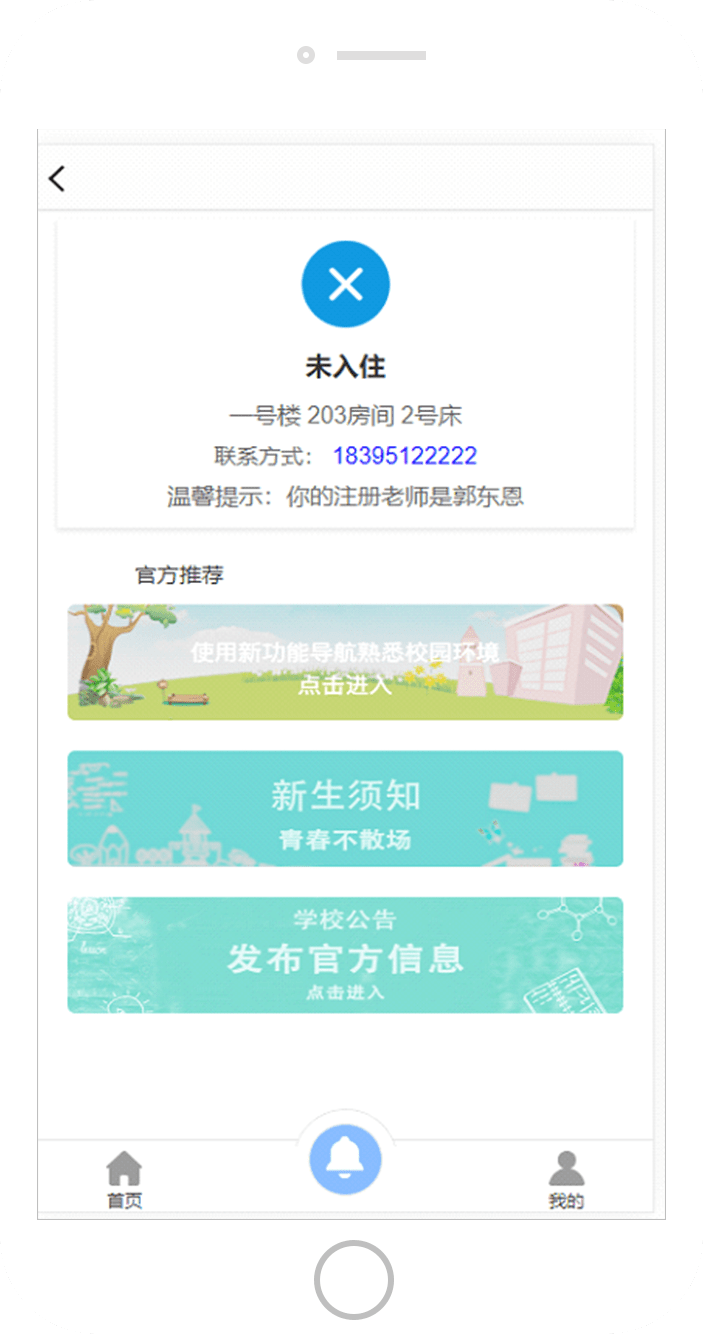 未入住
一号楼 203房间 2号床
联系方式： 18395122222
温馨提示：你的注册老师是郭东恩
官方推荐
使用新功能导航熟悉校园环境
点击进入
新生须知
青春不散场
学校公告
发布官方信息
点击进入
首页
我的